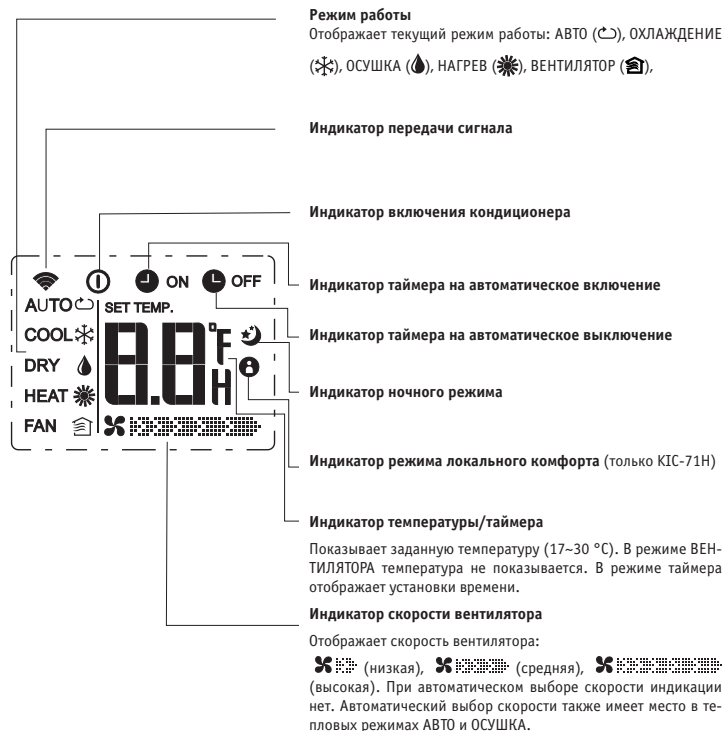 Режим работы
Отображает текущий режим работы: АВТО ( ), ОХЛАЖДЕНИЕ
( ), ОСУШКА ( ), НАГРЕВ ( ), ВЕНТИЛЯТОР ( ),
Индикатор передачи сигнала
Индикатор включения кондиционера
Индикатор таймера на автоматическое включение
Индикатор таймера на автоматическое выключение
Индикатор ночного режима
Индикатор режима локального комфорта (только KIC-71H)
Индикатор температуры/таймера
Показывает заданную температуру (17~30 °C). В режиме ВЕН-
ТИЛЯТОРА температура не показывается. В режиме таймера
отображает установки времени.
Индикатор скорости вентилятора
Отображает скорость вентилятора:
(низкая), (средняя),
(высокая). При автоматическом выборе скорости индикации
нет. Автоматический выбор скорости также имеет место в те-
пловых режимах АВТО и ОСУШКА.
ON OFF
AUTO SET TEMP.
COOL
DRY
HEAT
FAN
8.8 °F
H